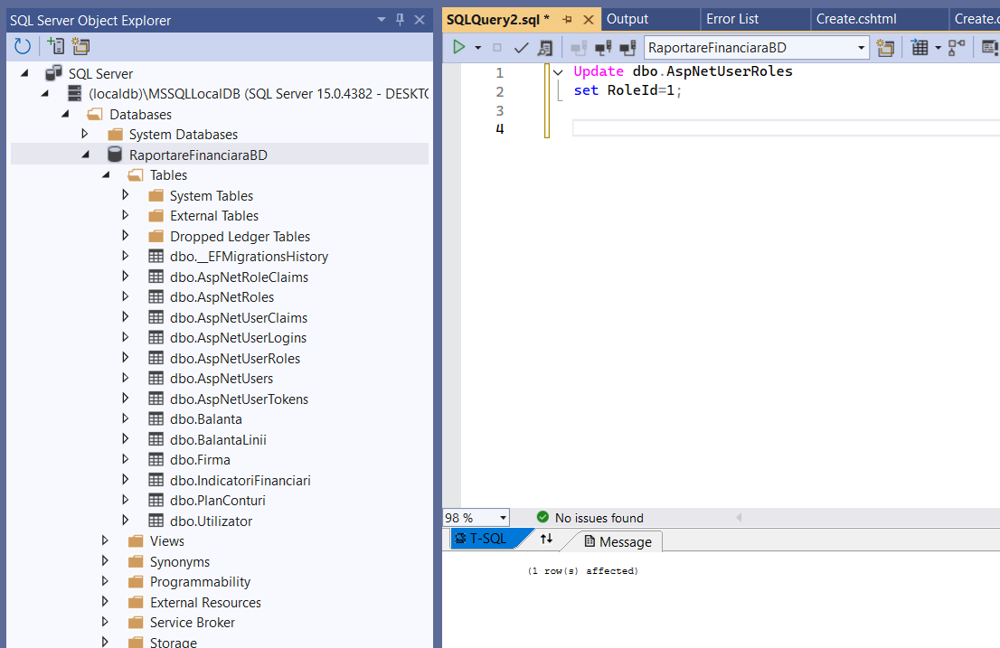 SQL Server Object Explorer
SQL Server
(localdb)\MSSQLLocalDB (SQL Server 15.0.4382 - DESKTO
Databases
System Databases
RaportareFinanciaraBD
Tables
System Tables
External Tables
Dropped Ledger Tables
dbo.__EFMigrationsHistory
dbo.AspNetRoleClaims
dbo.AspNetRoles
dbo.AspNetUserClaims
dbo.AspNetUserLogins
dbo.AspNetUserRoles
dbo.AspNetUsers
dbo.AspNetUserTokens
dbo.Balanta
dbo.BalantaLinii
dbo.Firma
dbo.IndicatoriFinanciari
dbo.PlanConturi
dbo.Utilizator
Views
Synonyms
Programmability
External Resources
Service Broker
Storage
SQLQuery2.sql * Output Error List Create.cshtml Create.c
RaportareFinanciaraBD
1 Update dbo.AspNetUserRoles
2 set RoleId=1;
3
4
98 % No issues found
T-SQL Message
(1 row(s) affected)